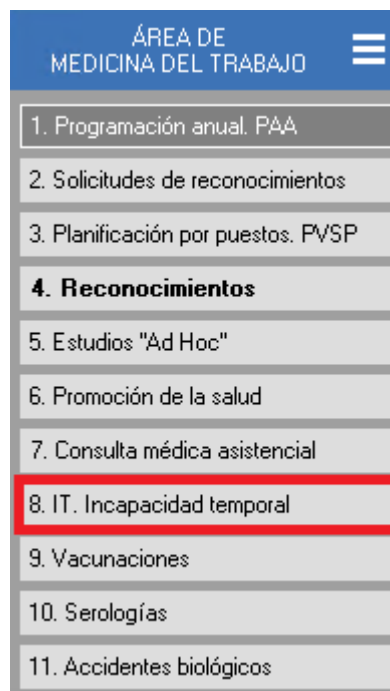 ÁREA DE
MEDICINA DEL TRABAJO
1. Programación anual. PAA
2. Solicitudes de reconocimientos
3. Planificación por puestos. PVSP
4. Reconocimientos
5. Estudios "Ad Hoc"
6. Promoción de la salud
7. Consulta médica asistencial
8. IT. Incapacidad temporal
9. Vacunaciones
10. Serologías
11. Accidentes biológicos